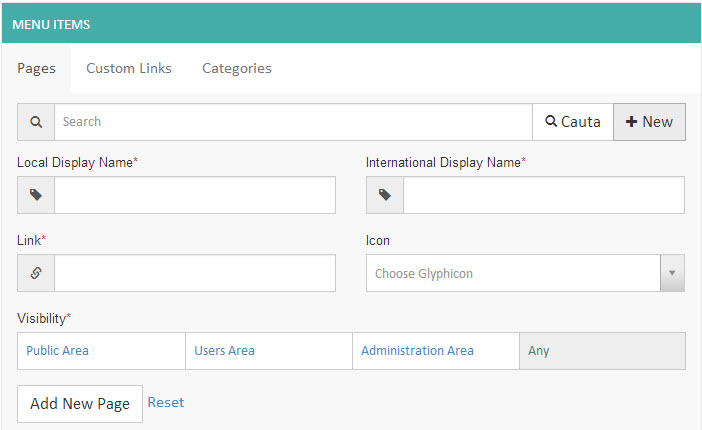 MENU ITEMS
Pages Custom Links Categories
Search Cauta New
Local Display Name* International Display Name*
Link* Icon
Choose Glyphicon
Visibility*
Public Area Users Area Administration Area Any
Add New Page Reset